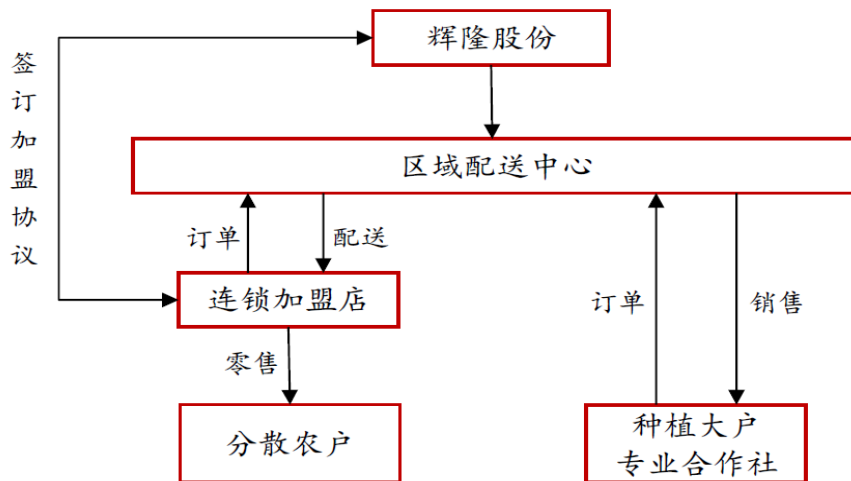 辉隆股份
签订加盟协议
区域配送中心
订单
配送
连锁加盟店
订单
销售
零售
分散农户
种植大户
专业合作社